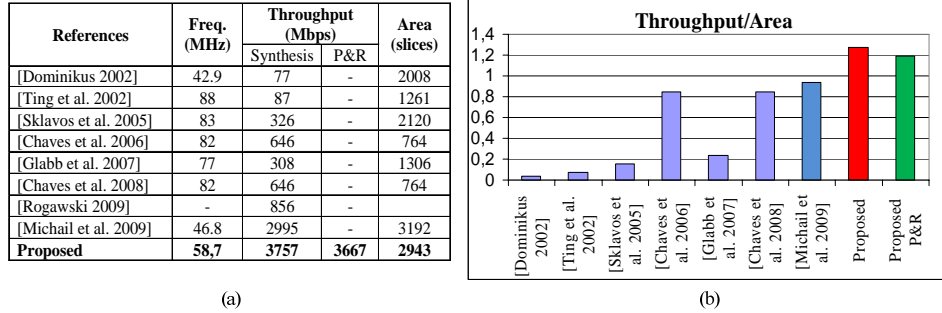 References Freq. (MHz) Throughput (Mbps) Area (slices)
Synthesis P&R
[Dominikus 2002] 42.9 77 - 2008
[Ting et al. 2002] 88 87 - 1261
[Sklavos et al. 2005] 83 326 - 2120
[Chaves et al. 2006] 82 646 - 764
[Glabb et al. 2007] 77 308 - 1306
[Chaves et al. 2008] 82 646 - 764
[Rogawski 2009] - 856 -
[Michail et al. 2009] 46.8 2995 - 3192
Proposed 58,7 3757 3667 2943
(a)
Throughput/Area
1,4
1,2
1
0,8
0,6
0,4
0,2
0
[Dominikus
2002]
[Ting et al.
2002]
[Sklavos et
al. 2005]
[Chaves et
al. 2006]
[Glabb et
al. 2007]
[Chaves et
al. 2008]
[Michail et
al. 2009]
Proposed
Proposed
P&R
(b)